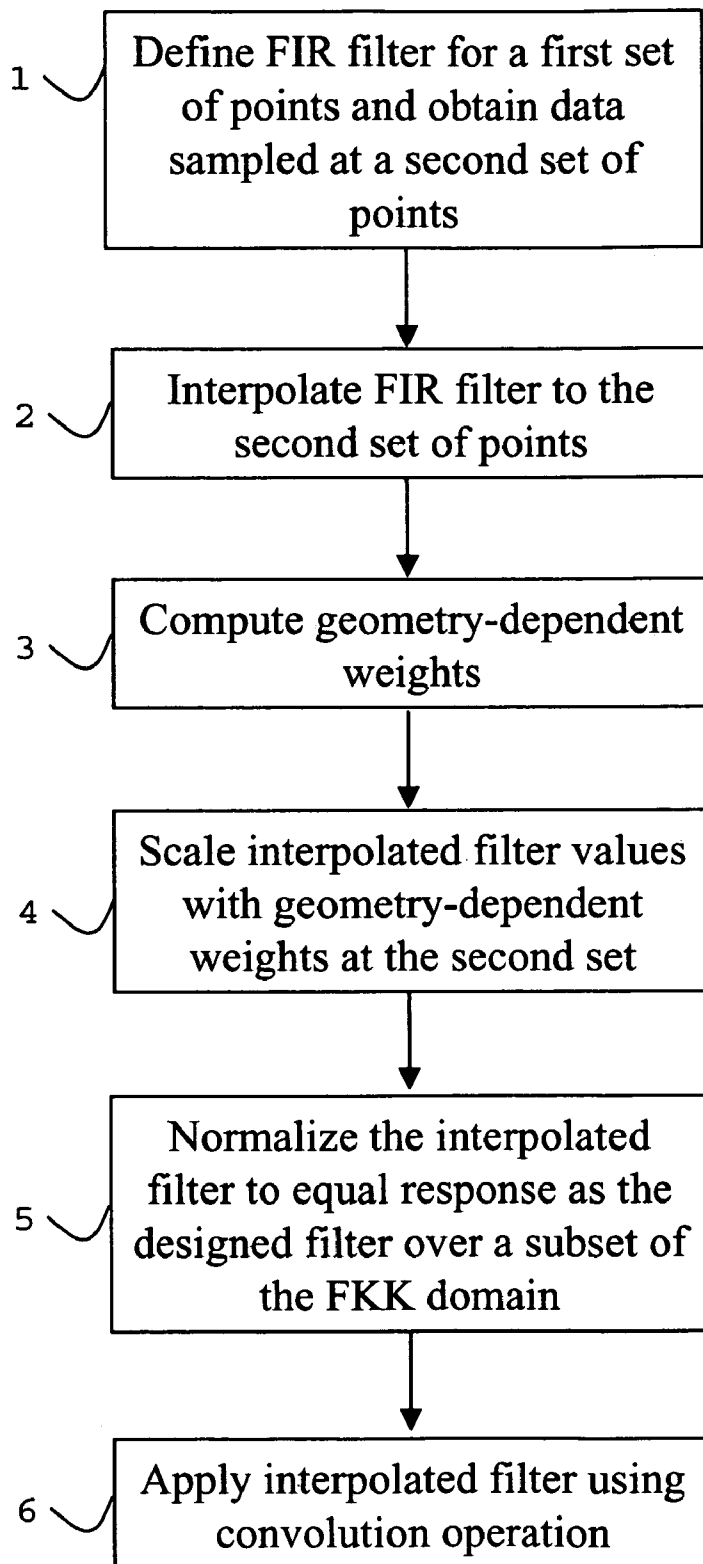 1
Define FIR filter for a first set
of points and obtain data
sampled at a second set of
points
2
Interpolate FIR filter to the
second set of points
3
Compute geometry-dependent
weights
4
Scale interpolated filter values
with geometry-dependent
weights at the second set
5
Normalize the interpolated
filter to equal response as the
designed filter over a subset of
the FKK domain
6
Apply interpolated filter using
convolution operation